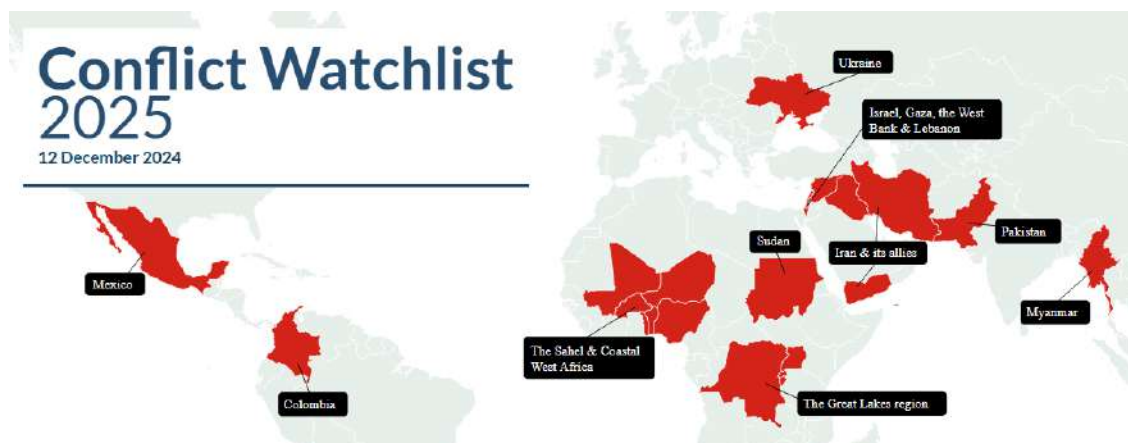 Conflict Watchlist
2025
12 December 2024
Ukraine
Israel, Gaza, the West
Bank & Lebanon
Pakistan
Sudan
Iran & its allies
Mexico
Myanmar
The Sahel & Coastal
West Africa
Colombia
The Great Lakes region